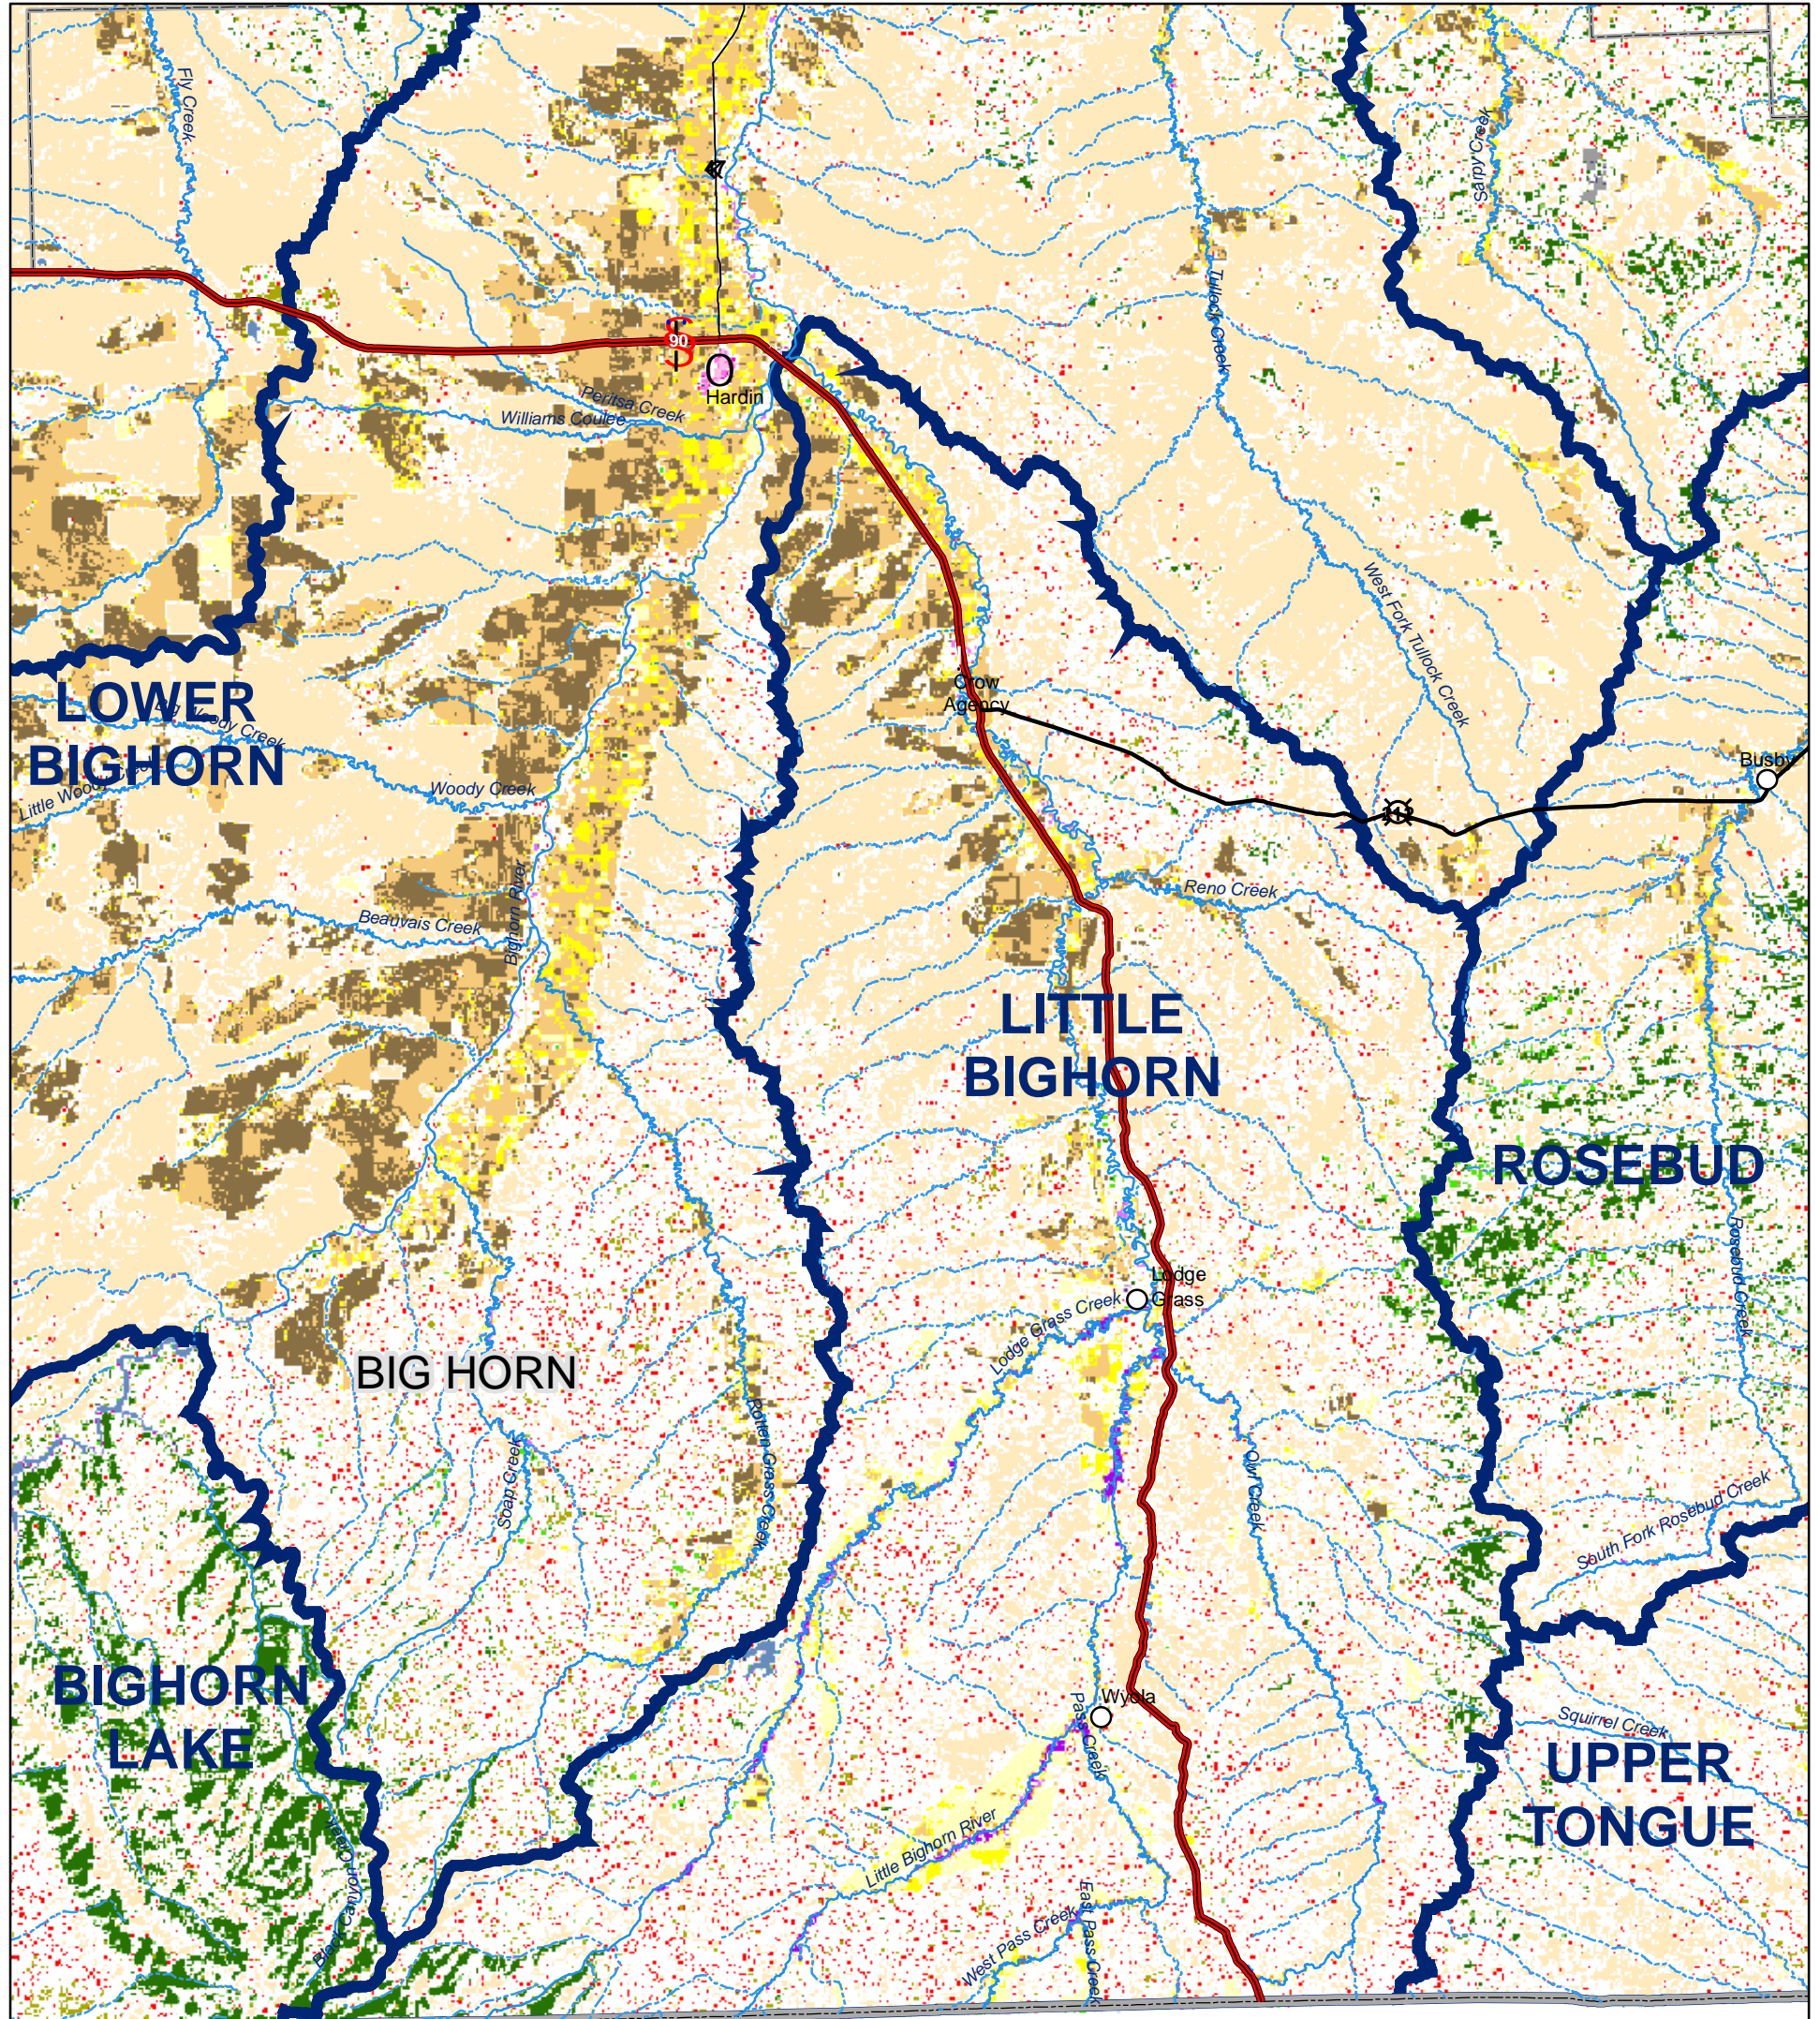 Fly Creek
Sarpy Creek
47
Tullock Creek
90
Hardin
Peritsa Creek
Williams Coulee
West Fork Tullock Creek
Crow
Agency
LOWER
BIGHORN
Big Woody Creek
Little Woody Creek
Woody Creek
Busby
Bighorn River
Beauvais Creek
Reno Creek
LITTLE
BIGHORN
ROSEBUD
Rosebud Creek
Lodge
Grass
Lodge Grass Creek
BIG HORN
Rotten Grass Creek
Soap Creek
Owl Creek
South Fork Rosebud Creek
BIGHORN
LAKE
Wyola
Pass Creek
Squirrel Creek
UPPER
TONGUE
Little Bighorn River
Black Canyon Creek
West Pass Creek
East Pass Creek